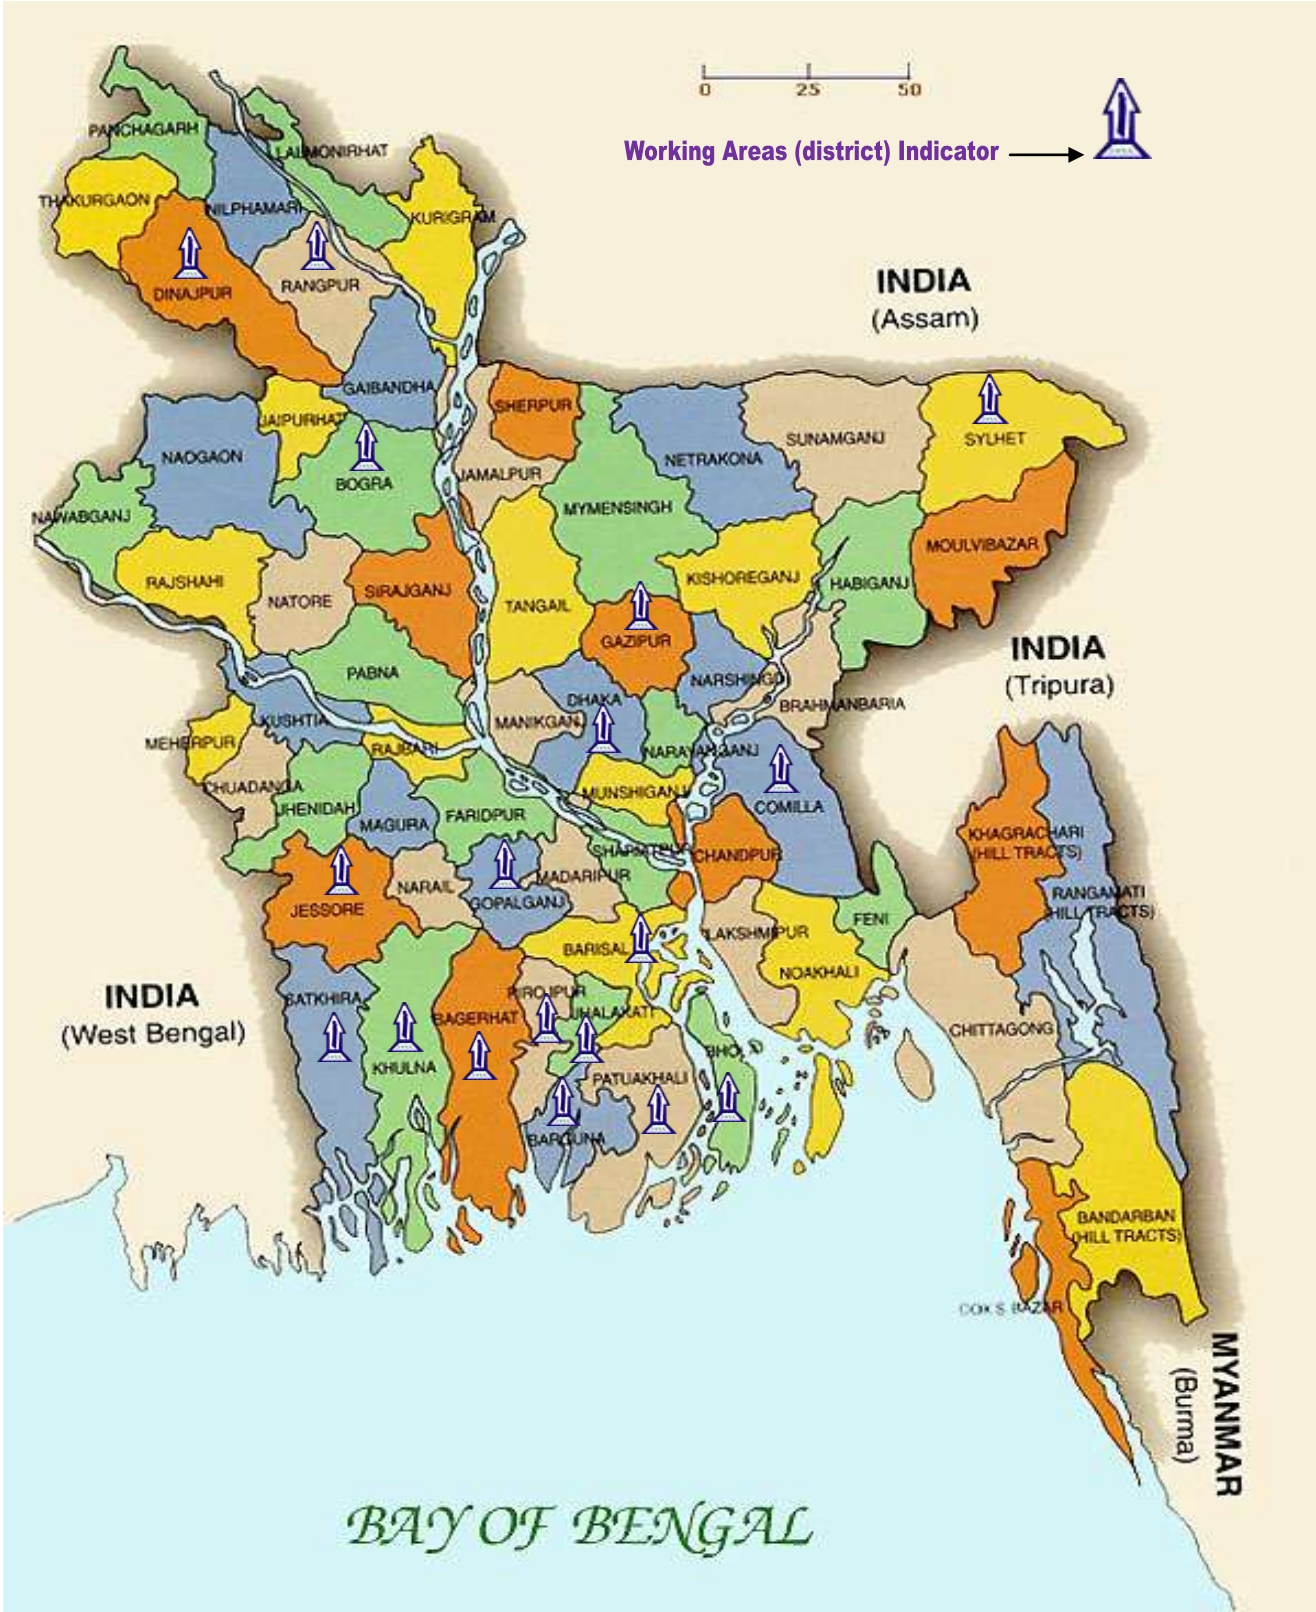 0 25 50
Working Areas (district) Indicator
PANCHAGARH
LALMONIRHAT
THAKURGAON
NILPHAMARI
KURIGRAM
DINAJPUR
RANGPUR
INDIA
(Assam)
GAIBANDHA
JAIPURHAT
SHERPUR
SUNAMGANJ
SYLHET
NAOGAON
NETRAKONA
BOGRA
JAMALPUR
NAWABGANJ
MYMENSINGH
MOULVIBAZAR
RAJSHAHI
SIRAJGANJ
KISHOREGANJ
HABIGANJ
NATORE
TANGAIL
GAZIPUR
INDIA
(Tripura)
PABNA
NARSHINGDI
DHAKA
BRAHMANBARIA
KUSHTIA
MANIKGANJ
MEHERPUR
RAJBARI
NARAYANGANJ
CHUADANGA
MUNSHIGANJ
JHENIDAH
COMILLA
MAGURA
FARIDPUR
KHAGRACHARI
(HILL TRACTS)
SHARIATPUR
CHANDPUR
MADARIPUR
NARAIL
RANGAMATI
(HILL TRACTS)
JESSORE
GOPALGANJ
FENI
BARISAL
LAKSHMIPUR
NOAKHALI
INDIA
(West Bengal)
SATKHIRA
PIROJPUR
JHALAKATI
BAGERHAT
CHITTAGONG
KHULNA
BHOLA
PATUAKHALI
BARGUNA
BANDARBAN
(HILL TRACTS)
COX S. BAZAR
MYANMAR
(Burma)
BAY OF BENGAL